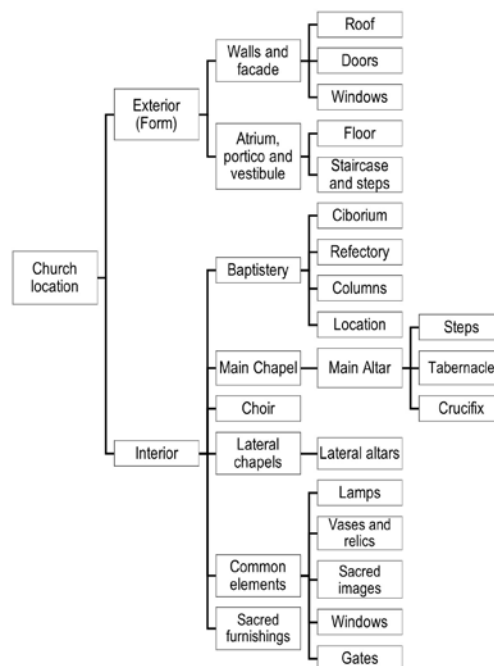 Roof
Walls and
facade
Doors
Windows
Exterior
(Form)
Atrium,
portico and
vestibule
Floor
Staircase
and steps
Church
location
Ciborium
Baptistery
Refectory
Columns
Location
Steps
Main Chapel
Main Altar
Tabernacle
Crucifix
Choir
Interior
Lateral
chapels
Lateral altars
Lamps
Vases and
relics
Common
elements
Sacred
images
Sacred
furnishings
Windows
Gates